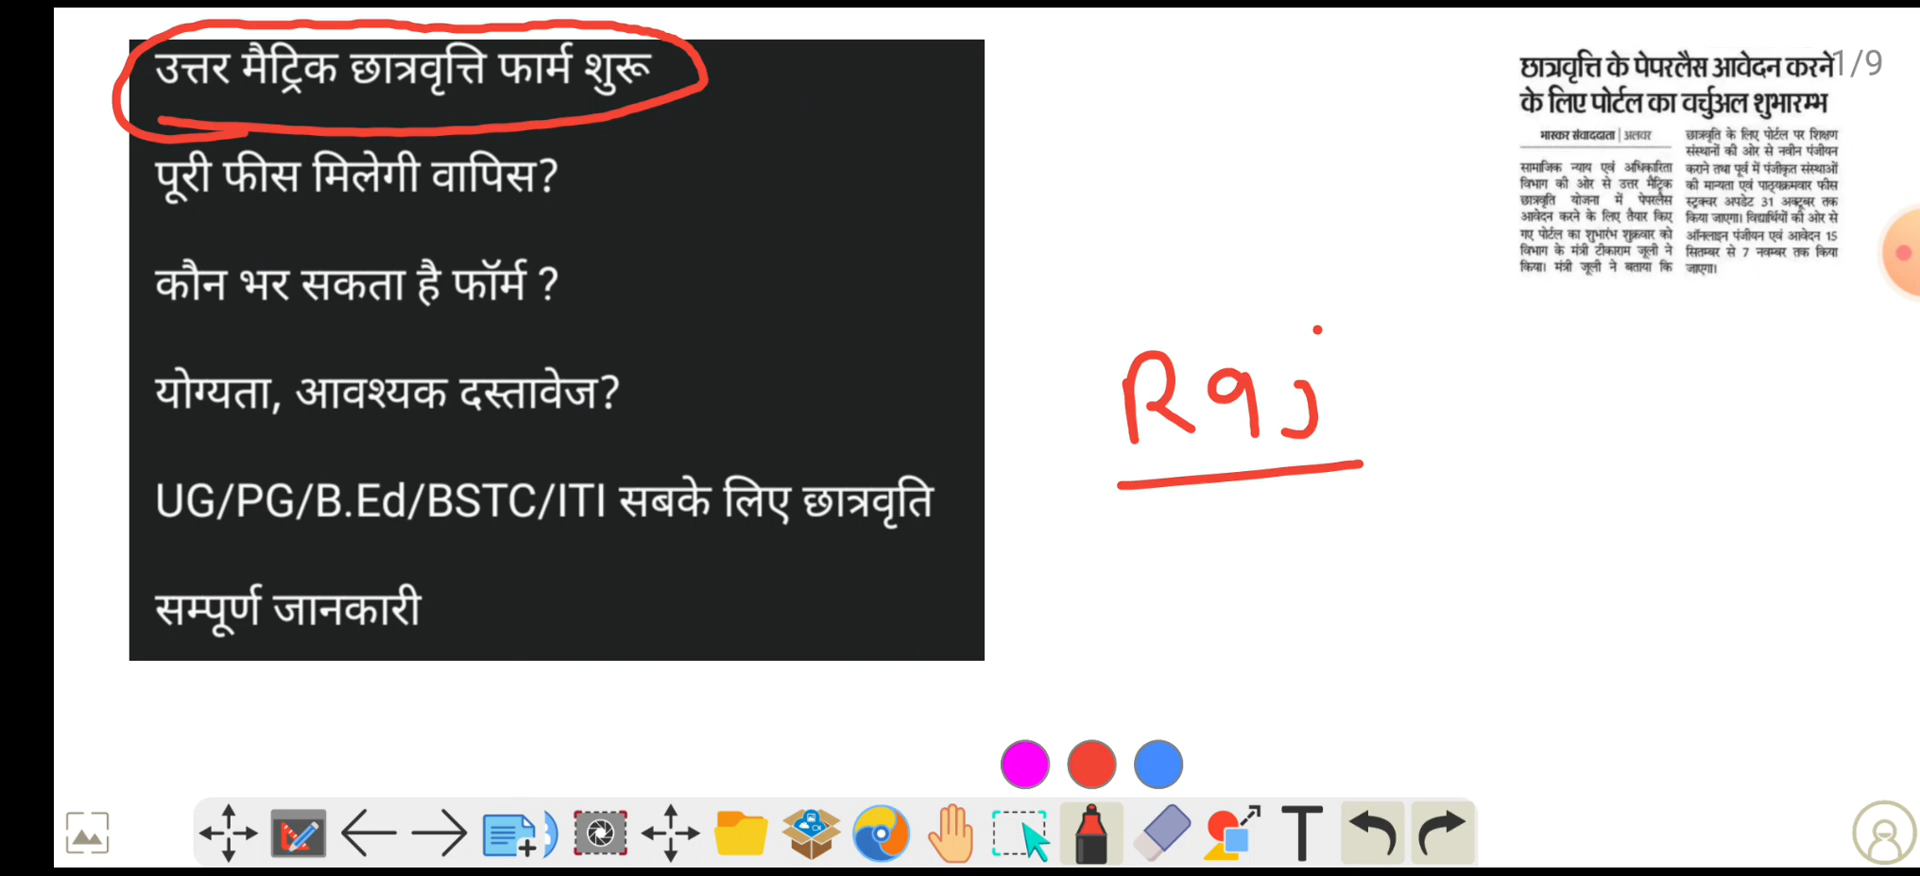 उत्तर मैट्रिक छात्रवृत्ति फार्म शुरू
पूरी फीस मिलेगी वापिस?
कौन भर सकता है फॉर्म ?
योग्यता, आवश्यक दस्तावेज?
UG/PG/B.Ed/BSTC/ITI सबके लिए छात्रवृति
सम्पूर्ण जानकारी
Raj
छात्रवृत्ति के पेपरलैस आवेदन करने
के लिए पोर्टल का वर्चुअल शुभारम्भ
1/9
भास्कर संवाददाता | अलवर
सामाजिक न्याय एवं अधिकारिता
विभाग की ओर से उत्तर मैट्रिक
छात्रवृति योजना में पेपरलैस
आवेदन करने के लिए तैयार किए
गए पोर्टल का शुभारंभ शुक्रवार को
विभाग के मंत्री टीकाराम जूली ने
किया। मंत्री जूली ने बताया कि
छात्रवृति के लिए पोर्टल पर शिक्षण
संस्थानों की ओर से नवीन पंजीयन
कराने तथा पूर्व में पंजीकृत संस्थाओं
की मान्यता एवं पाठ्यक्रमवार फीस
स्ट्रक्चर अपडेट 31 अक्टूबर तक
किया जाएगा। विद्यार्थियों की ओर से
ऑनलाइन पंजीयन एवं आवेदन 15
सितम्बर से 7 नवम्बर तक किया
जाएगा।